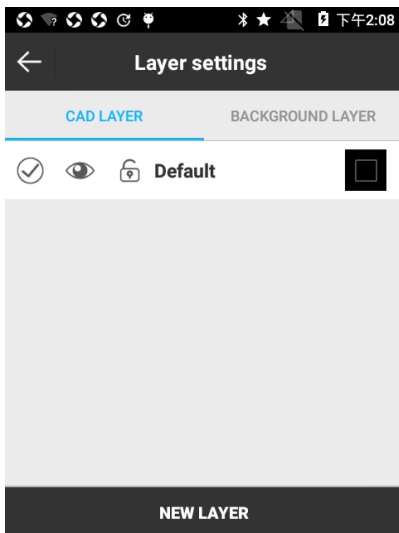 下午2:08
Layer settings
CAD LAYER
BACKGROUND LAYER
Default
NEW LAYER